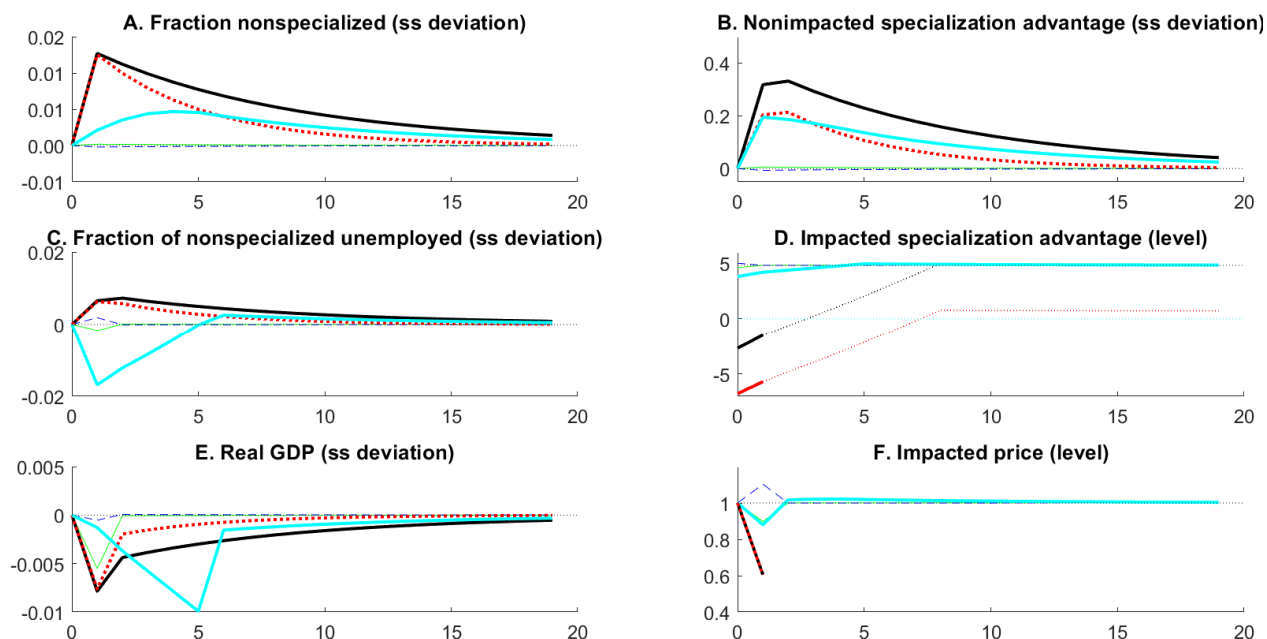 A. Fraction nonspecialized (ss deviation)
0.02
0.01
0.01
0.00
-0.01
0 5 10 15 20
B. Nonimpacted specialization advantage (ss deviation)
0.4
0.2
0
0 5 10 15 20
C. Fraction of nonspecialized unemployed (ss deviation)
0.02
0
-0.02
0 5 10 15 20
D. Impacted specialization advantage (level)
5
0
-5
0 5 10 15 20
E. Real GDP (ss deviation)
0.005
0
-0.005
-0.01
0 5 10 15 20
F. Impacted price (level)
1
0.8
0.6
0.4
0 5 10 15 20